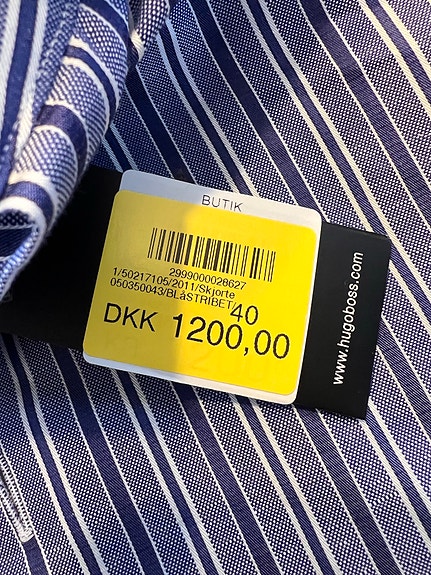 BUTIK
2999000028627
1/50217105/2011/Skjorte
050350043/BLåSTRIBET/40
DKK 1200,00
www.hugoboss.com